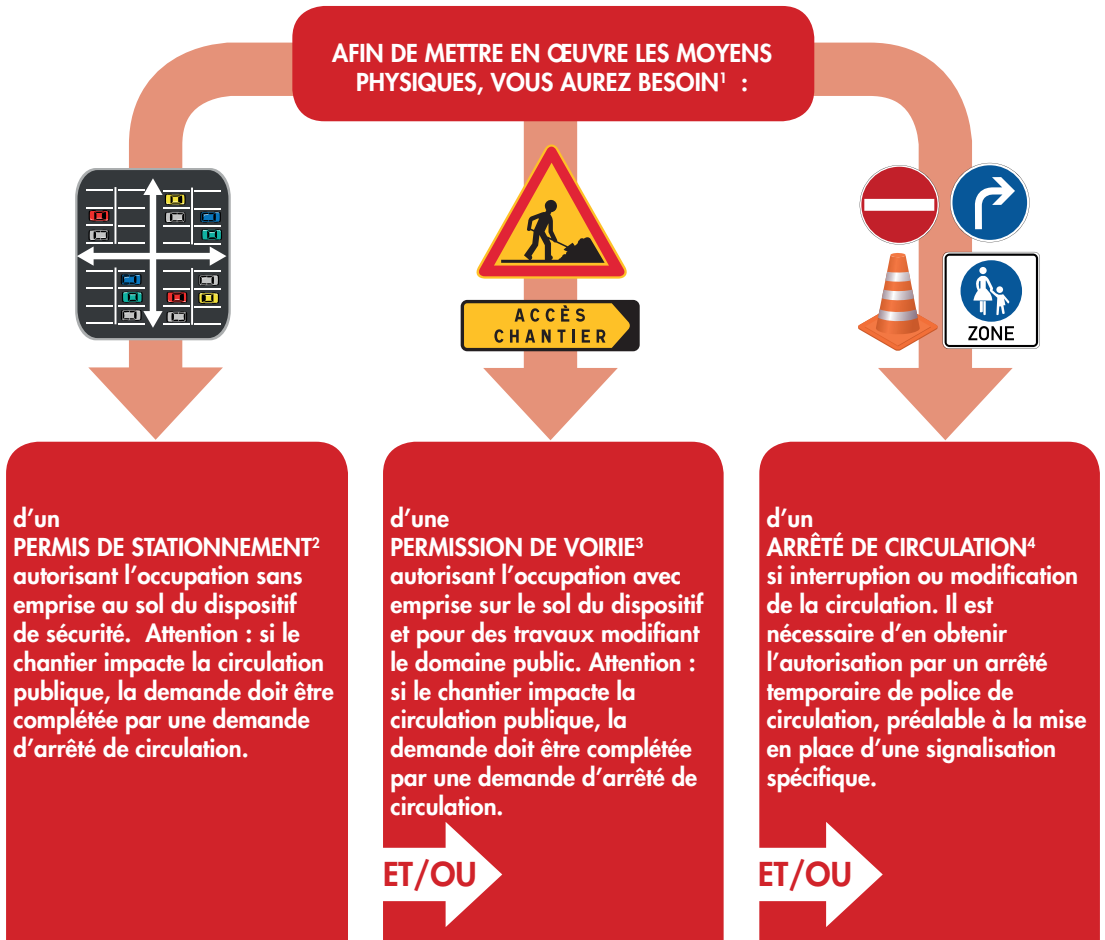 AFIN DE METTRE EN ŒUVRE LES MOYENS
PHYSIQUES, VOUS AUREZ BESOIN¹ :
ACCÈS
CHANTIER
ZONE
d’un
PERMIS DE STATIONNEMENT²
autorisant l’occupation sans
emprise au sol du dispositif
de sécurité. Attention : si le
chantier impacte la circulation
publique, la demande doit être
complétée par une demande
d’arrêté de circulation.
d’une
PERMISSION DE VOIRIE³
autorisant l’occupation avec
emprise sur le sol du dispositif
et pour des travaux modifiant
le domaine public. Attention :
si le chantier impacte la
circulation publique, la
demande doit être complétée
par une demande d’arrêté de
circulation.
ET/OU
d’un
ARRÊTÉ DE CIRCULATION⁴
si interruption ou modification
de la circulation. Il est
nécessaire d’en obtenir
l’autorisation par un arrêté
temporaire de police de
circulation, préalable à la mise
en place d’une signalisation
spécifique.
ET/OU